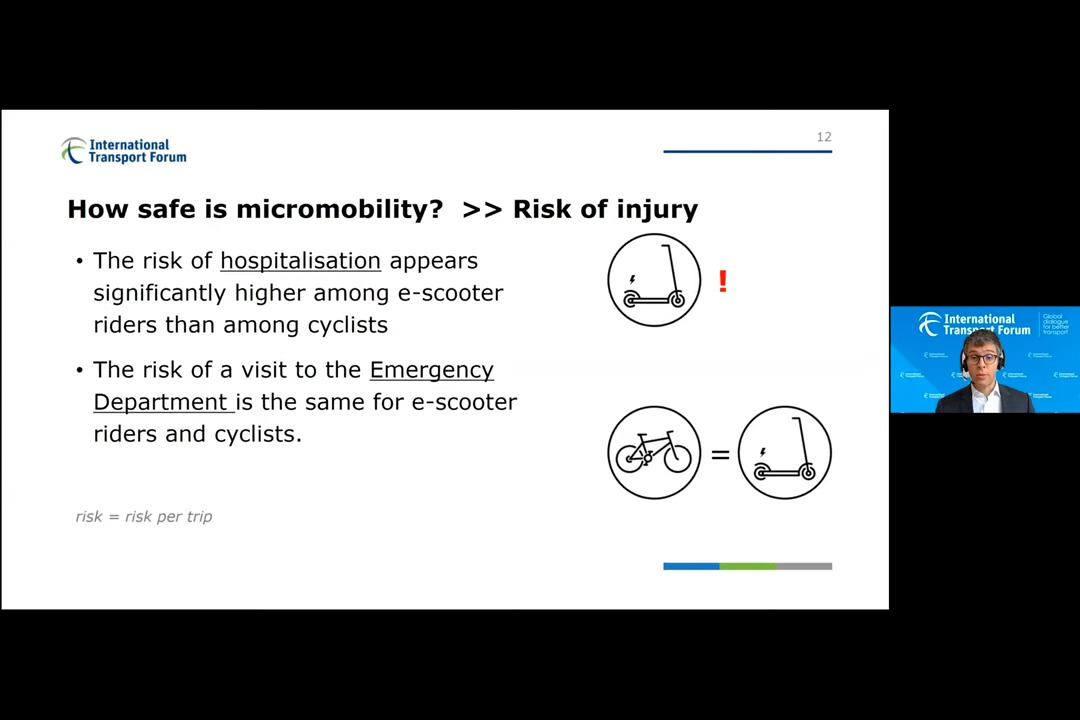 International
Transport Forum
12
How safe is micromobility? >> Risk of injury
• The risk of hospitalisation appears
significantly higher among e-scooter
riders than among cyclists
!
• The risk of a visit to the Emergency
Department is the same for e-scooter
riders and cyclists.
=
risk = risk per trip
International
Transport Forum
Global
dialogue
for better
transport